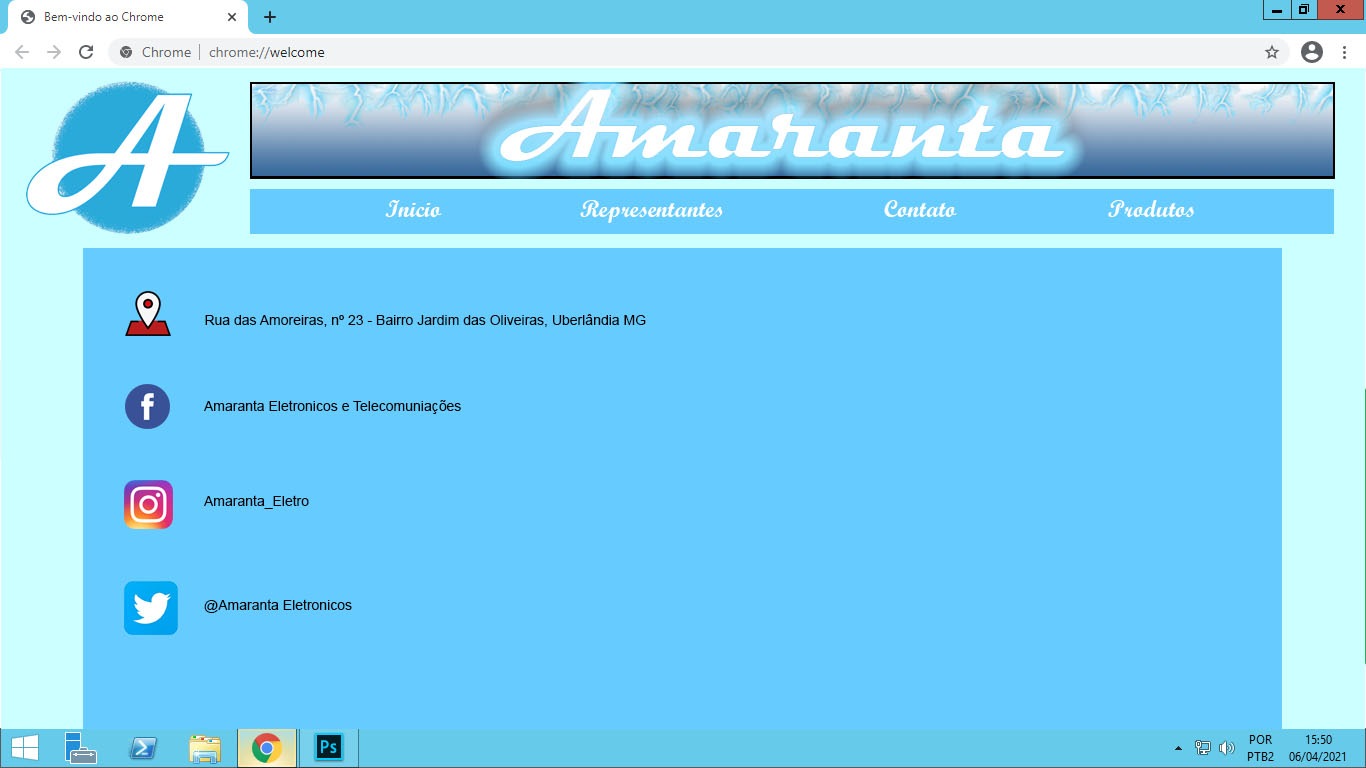 Bem-vindo ao Chrome
Chrome | chrome://welcome
A
Amaranta
Inicio Representantes Contato Produtos
Rua das Amoreiras, nº 23 - Bairro Jardim das Oliveiras, Uberlândia MG
Amaranta Eletronicos e Telecomuniações
Amaranta_Eletro
@Amaranta Eletronicos
Ps
POR 15:50
PTB2 06/04/2021